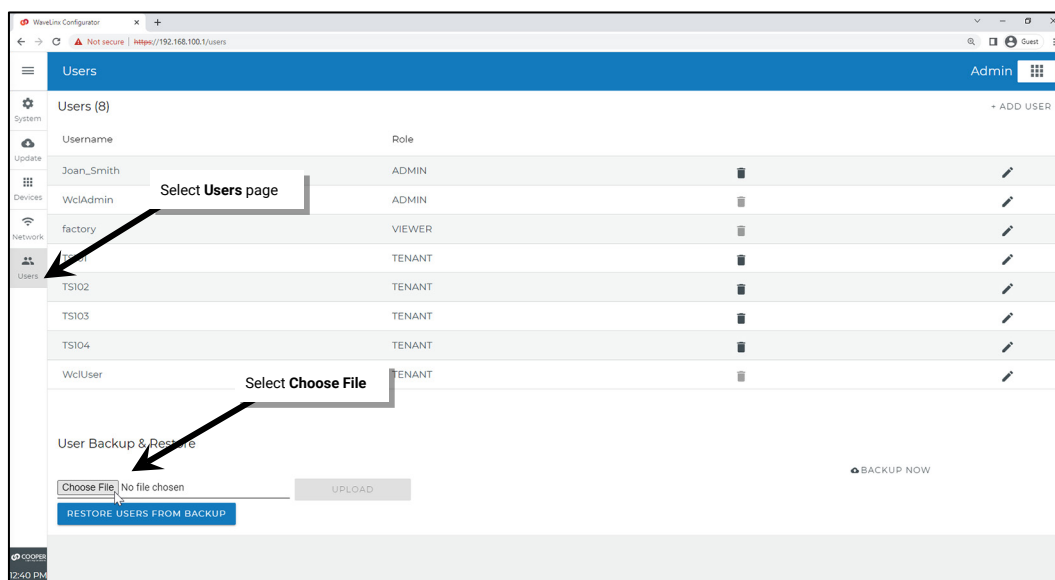 WaveLinx Configurator
Not secure | https://192.168.100.1/users
Guest
Users
Admin
System
Update
Devices
Network
Users
Users (8)
+ ADD USER
Username Role
Joan_Smith ADMIN
WclAdmin ADMIN
factory VIEWER
TENANT
TS102 TENANT
TS103 TENANT
TS104 TENANT
WclUser TENANT
Select Users page
Select Choose File
User Backup & Restore
BACKUP NOW
Choose File No file chosen
UPLOAD
RESTORE USERS FROM BACKUP
COOPER
12:40 PM